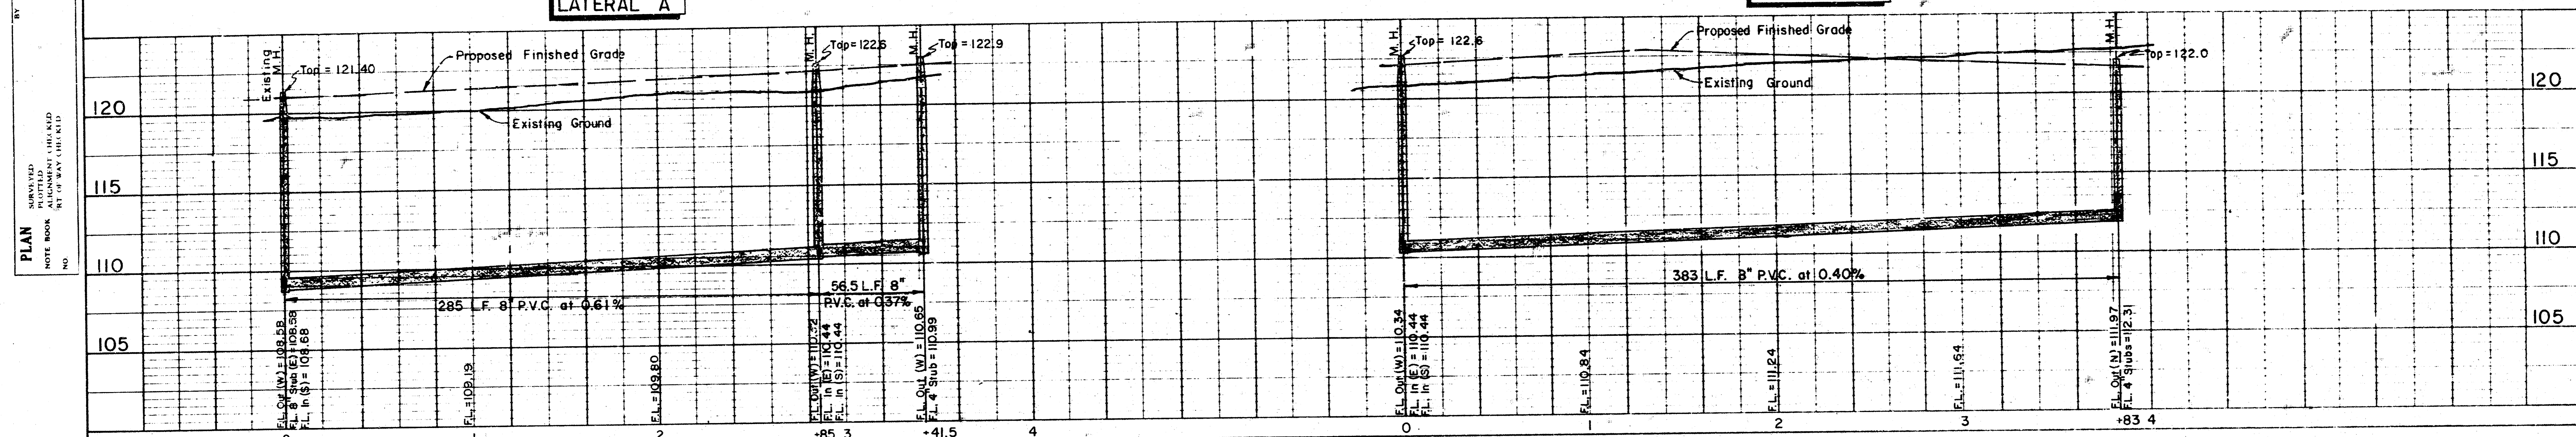 BY
PLAN
SURVEYED
PLOTTED
ALIGNMENT CHECKED
RT OF WAY CHECKED
NOTE BOOK
NO
LATERAL A
120
115
110
105
Existing
M.H.
Top = 121.40
Proposed Finished Grade
Existing Ground
M.H.
Top = 122.6
M.H.
Top = 122.9
285 L.F. 8" P.V.C. at 0.61%
56.5 L.F. 8"
P.V.C. at 0.37%
F.L. Out (W) = 108.58
F.L. 8" Stub (E) = 108.58
F.L. In (S) = 108.68
F.L. = 109.19
F.L. = 109.80
F.L. Out (W) = 110.32
F.L. In (E) = 110.44
F.L. In (S) = 110.44
F.L. Out (W) = 110.65
F.L. 4" Stub = 110.99
1
2
+85
3
+41.5
4
M.H.
Top = 122.6
Proposed Finished Grade
Existing Ground
M.H.
Top = 122.0
383 L.F. 8" P.V.C. at 0.40%
F.L. Out (W) = 110.34
F.L. In (E) = 110.44
F.L. In (S) = 110.44
F.L. = 110.84
F.L. = 111.24
F.L. = 111.64
F.L. Out (N) = 111.97
F.L. 4" Stubs = 112.31
0
1
2
3
+83
4
120
115
110
105